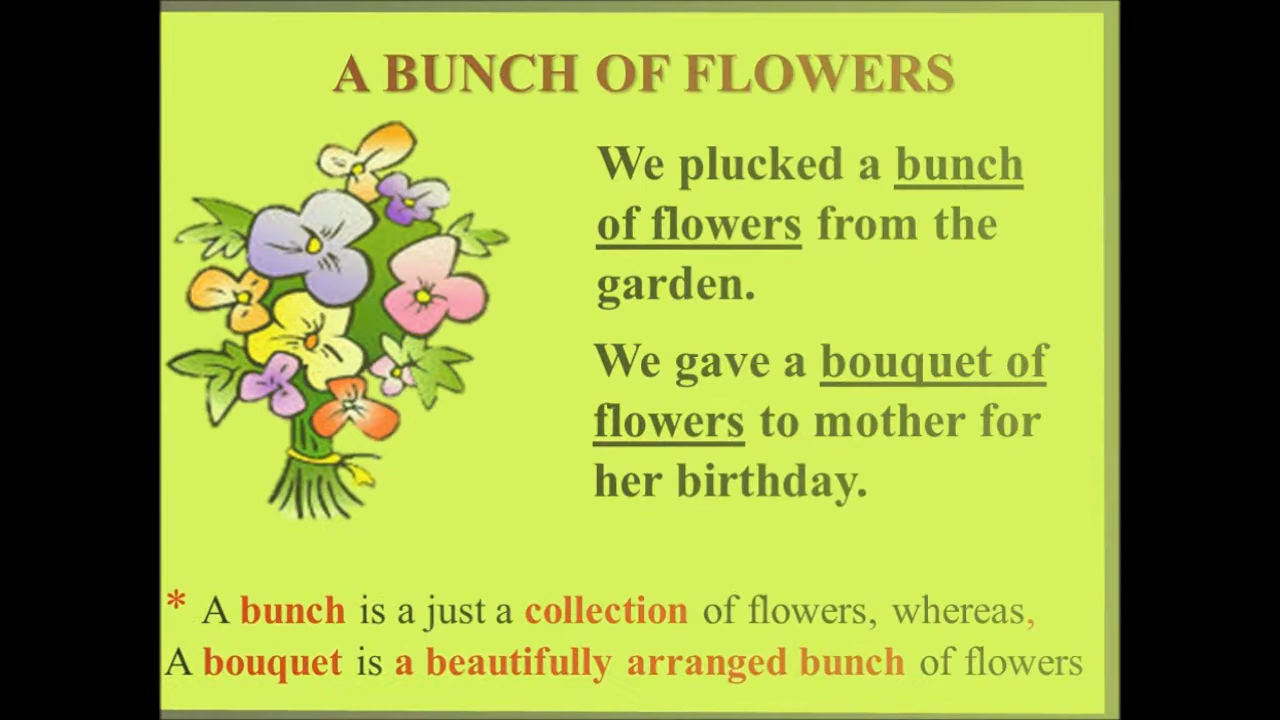 A BUNCH OF FLOWERS
We plucked a bunch
of flowers from the
garden.
We gave a bouquet of
flowers to mother for
her birthday.
* A bunch is a just a collection of flowers, whereas,
A bouquet is a beautifully arranged bunch of flowers